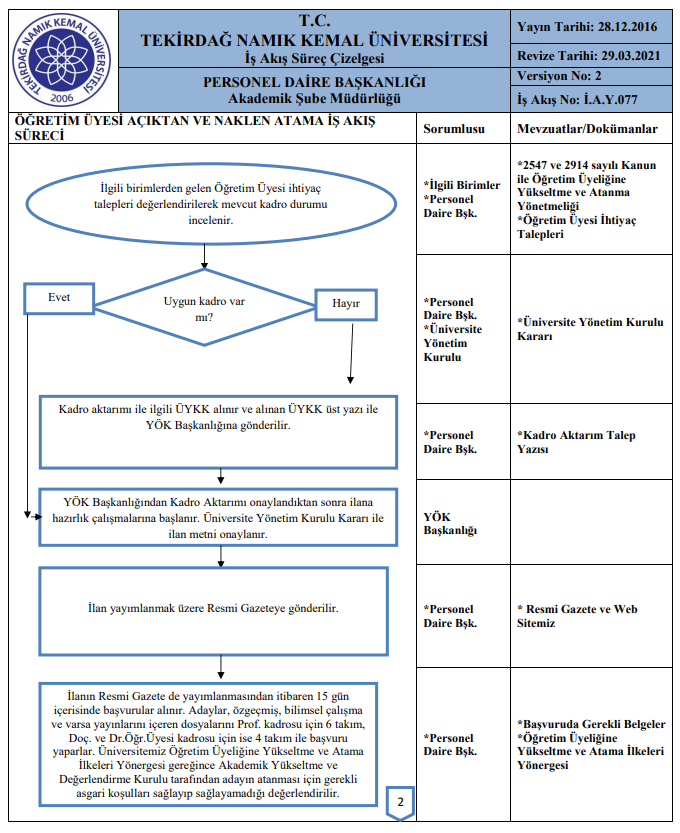 TEKİRDAĞ NAMIK KEMAL ÜNİVERSİTESİ
2006
T.C.
TEKİRDAĞ NAMIK KEMAL ÜNİVERSİTESİ
İş Akış Süreç Çizelgesi
PERSONEL DAİRE BAŞKANLIĞI
Akademik Şube Müdürlüğü
Yayın Tarihi: 28.12.2016
Revize Tarihi: 29.03.2021
Versiyon No: 2
İş Akış No: İ.A.Y.077
ÖĞRETİM ÜYESİ AÇIKTAN VE NAKLEN ATAMA İŞ AKIŞ
SÜRECİ
Sorumlusu
Mevzuatlar/Dokümanlar
İlgili birimlerden gelen Öğretim Üyesi ihtiyaç
talepleri değerlendirilerek mevcut kadro durumu
incelenir.
*İlgili Birimler
*Personel
Daire Bşk.
*2547 ve 2914 sayılı Kanun
ile Öğretim Üyeliğine
Yükseltme ve Atanma
Yönetmeliği
*Öğretim Üyesi İhtiyaç
Talepleri
Evet
Uygun kadro var
mı?
Hayır
*Personel
Daire Bşk.
*Üniversite
Yönetim
Kurulu
*Üniversite Yönetim Kurulu
Kararı
Kadro aktarımı ile ilgili ÜYKK alınır ve alınan ÜYKK üst yazı ile
YÖK Başkanlığına gönderilir.
*Personel
Daire Bşk.
*Kadro Aktarım Talep
Yazısı
YÖK Başkanlığından Kadro Aktarımı onaylandıktan sonra ilana
hazırlık çalışmalarına başlanır. Üniversite Yönetim Kurulu Kararı ile
ilan metni onaylanır.
YÖK
Başkanlığı
İlan yayımlanmak üzere Resmi Gazeteye gönderilir.
*Personel
Daire Bşk.
* Resmi Gazete ve Web
Sitemiz
İlanın Resmi Gazete de yayımlanmasından itibaren 15 gün
içerisinde başvurular alınır. Adaylar, özgeçmiş, bilimsel çalışma
ve varsa yayınlarını içeren dosyalarını Prof. kadrosu için 6 takım,
Doç. ve Dr.Öğr.Üyesi kadrosu için ise 4 takım ile başvuru
yaparlar. Üniversitemiz Öğretim Üyeliğine Yükseltme ve Atama
İlkeleri Yönergesi gereğince Akademik Yükseltme ve
Değerlendirme Kurulu tarafından adayın atanması için gerekli
asgari koşulları sağlayıp sağlayamadığı değerlendirilir.
*Personel
Daire Bşk.
*Başvuruda Gerekli Belgeler
*Öğretim Üyeliğine
Yükseltme ve Atama İlkeleri
Yönergesi
2